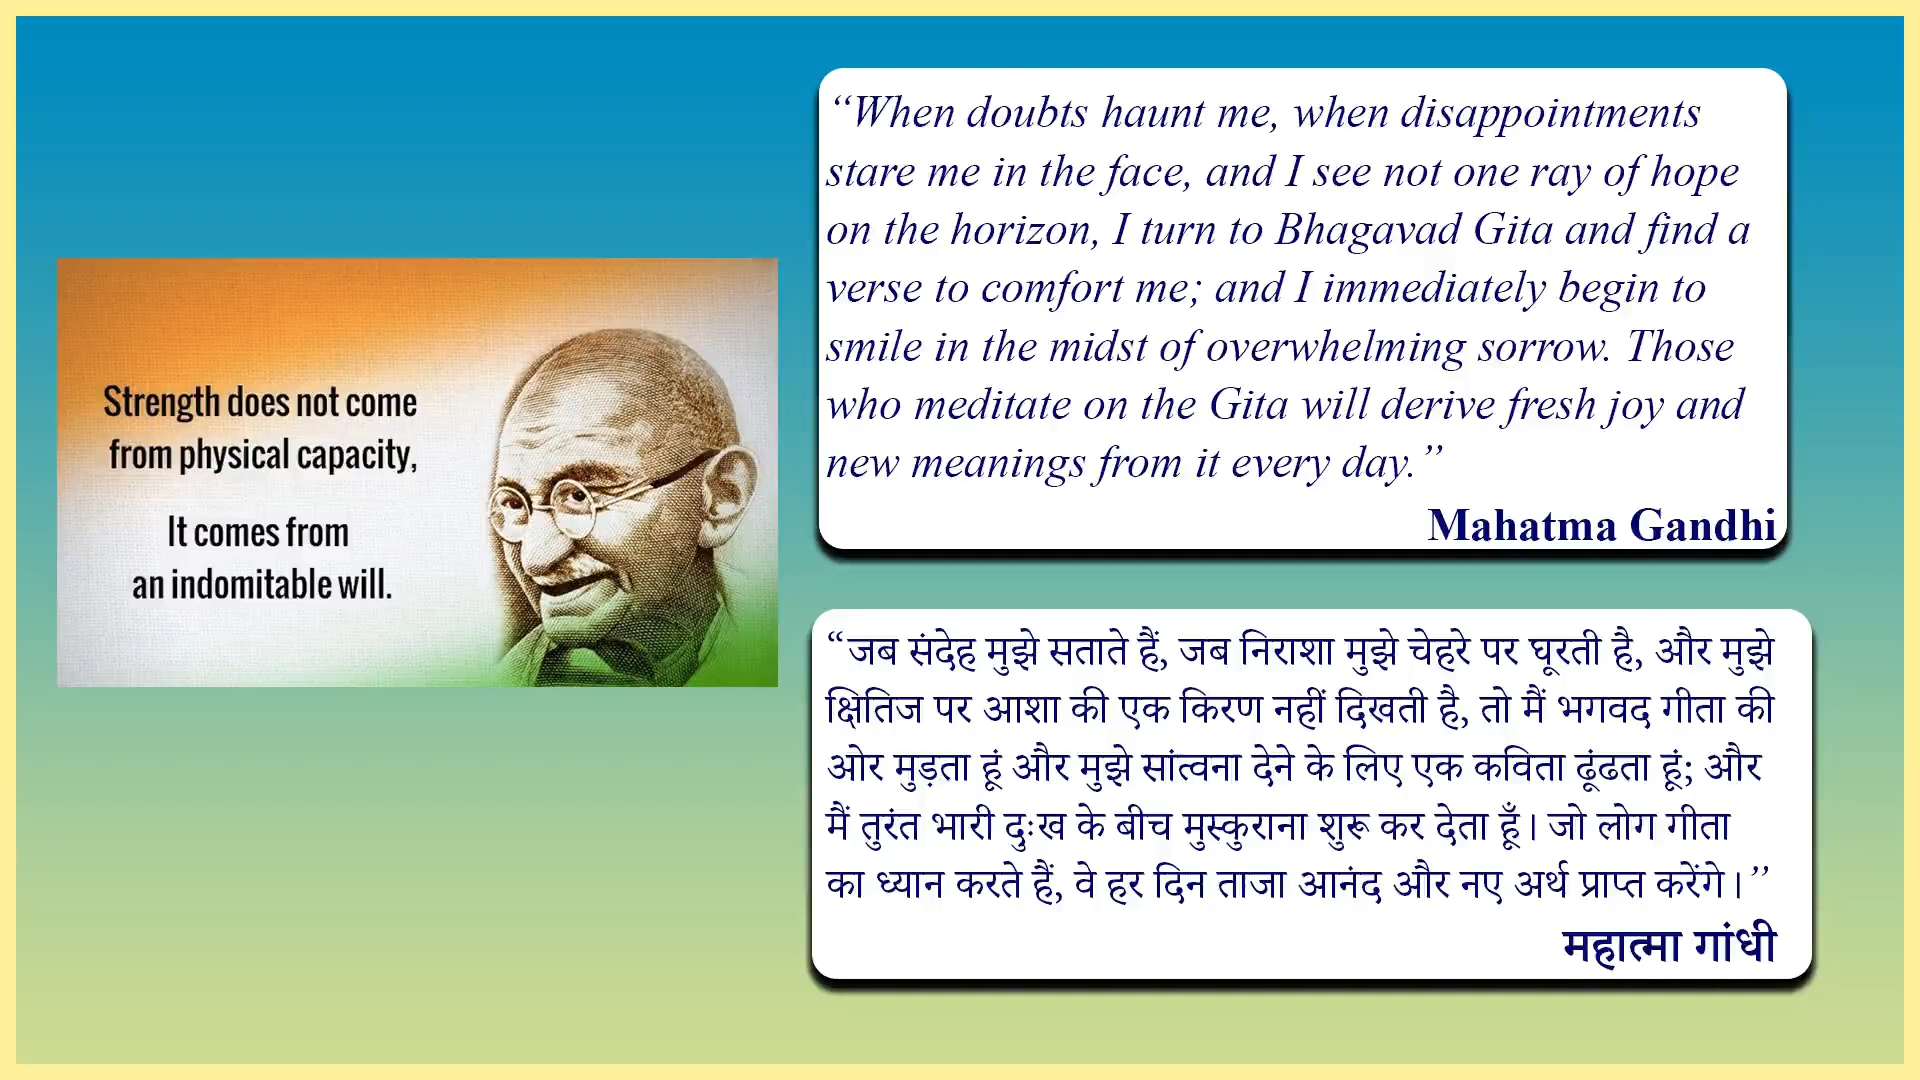 Strength does not come
from physical capacity,
It comes from
an indomitable will.
“When doubts haunt me, when disappointments
stare me in the face, and I see not one ray of hope
on the horizon, I turn to Bhagavad Gita and find a
verse to comfort me; and I immediately begin to
smile in the midst of overwhelming sorrow. Those
who meditate on the Gita will derive fresh joy and
new meanings from it every day.”
Mahatma Gandhi
“जब संदेह मुझे सताते हैं, जब निराशा मुझे चेहरे पर घूरती है, और मुझे
क्षितिज पर आशा की एक किरण नहीं दिखती है, तो मैं भगवद गीता की
ओर मुड़ता हूं और मुझे सांत्वना देने के लिए एक कविता ढूंढता हूं; और
मैं तुरंत भारी दुःख के बीच मुस्कुराना शुरू कर देता हूँ। जो लोग गीता
का ध्यान करते हैं, वे हर दिन ताजा आनंद और नए अर्थ प्राप्त करेंगे।”
महात्मा गांधी